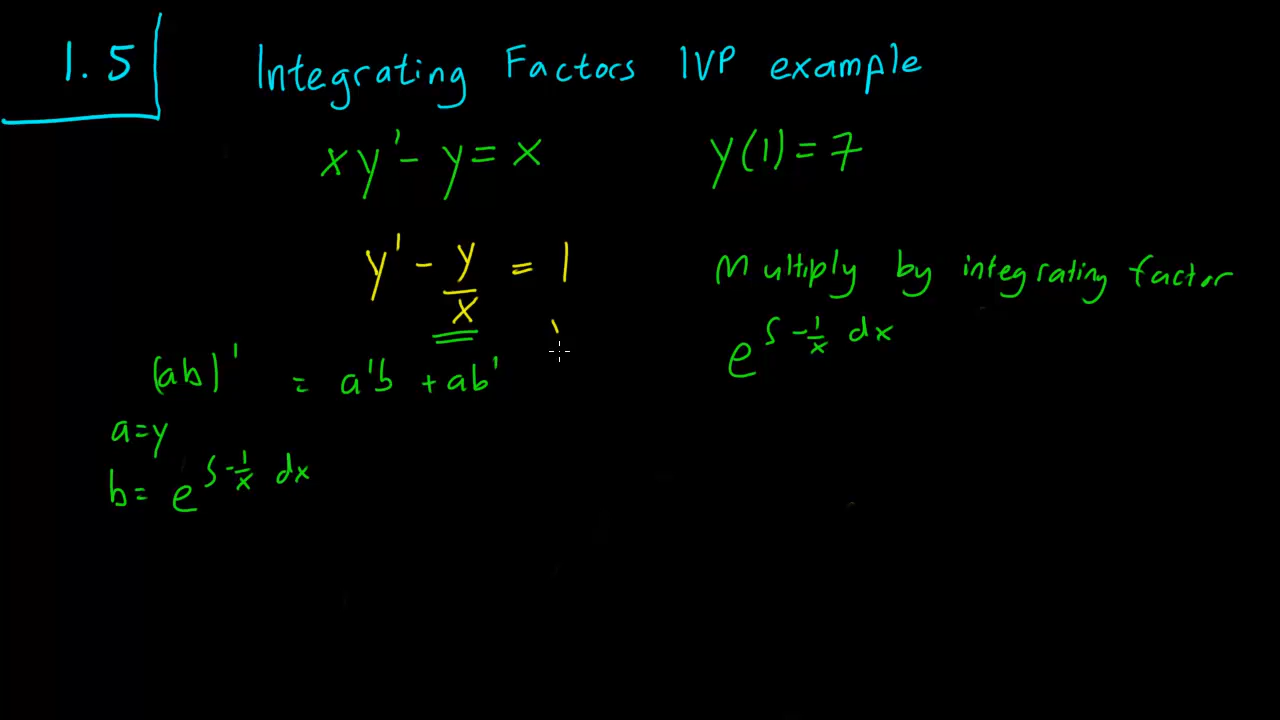 1.5 Integrating Factors IVP example
xy' - y = x y(1) = 7
y' - y/x = 1
Multiply by integrating factor
e^∫ -1/x dx
(ab)' = a'b + ab'
a=y
b= e^∫ -1/x dx